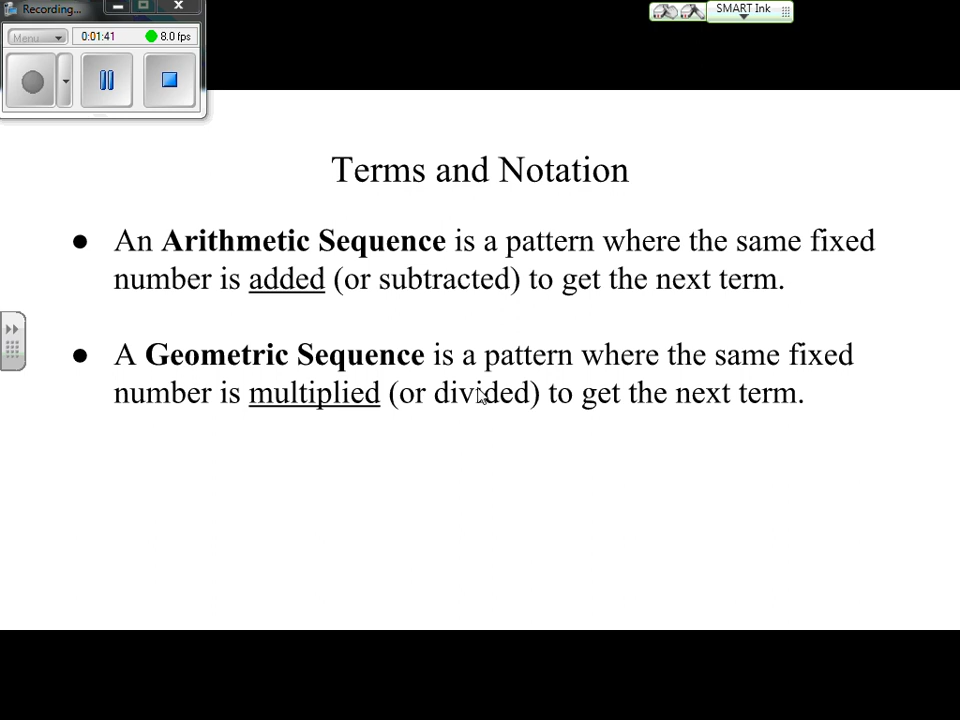 Recording...
SMART Ink
Menu
0:01:41
8.0 fps
Terms and Notation
● An Arithmetic Sequence is a pattern where the same fixed
number is added (or subtracted) to get the next term.
● A Geometric Sequence is a pattern where the same fixed
number is multiplied (or divided) to get the next term.